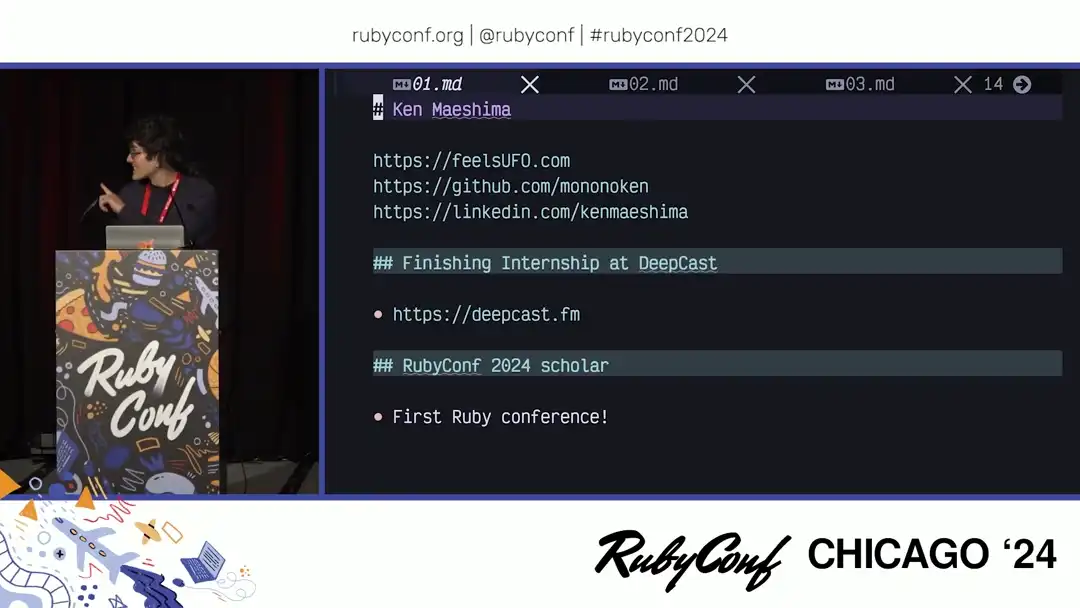 rubyconf.org | @rubyconf | #rubyconf2024
01.md 02.md 03.md 14
# Ken Maeshima
https://feelsUFO.com
https://github.com/mononoken
https://linkedin.com/kenmaeshima
## Finishing Internship at DeepCast
• https://deepcast.fm
## RubyConf 2024 scholar
• First Ruby conference!
Ruby
Conf
RubyConf CHICAGO ‘24